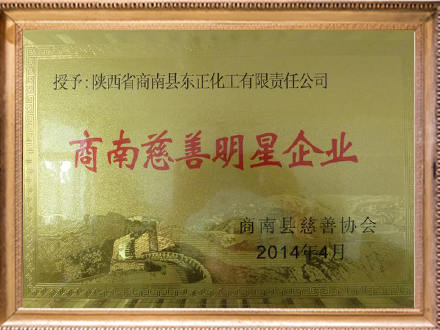 授予:陕西省商南县东正化工有限责任公司
商南慈善明星企业
商南县慈善协会
2014年4月